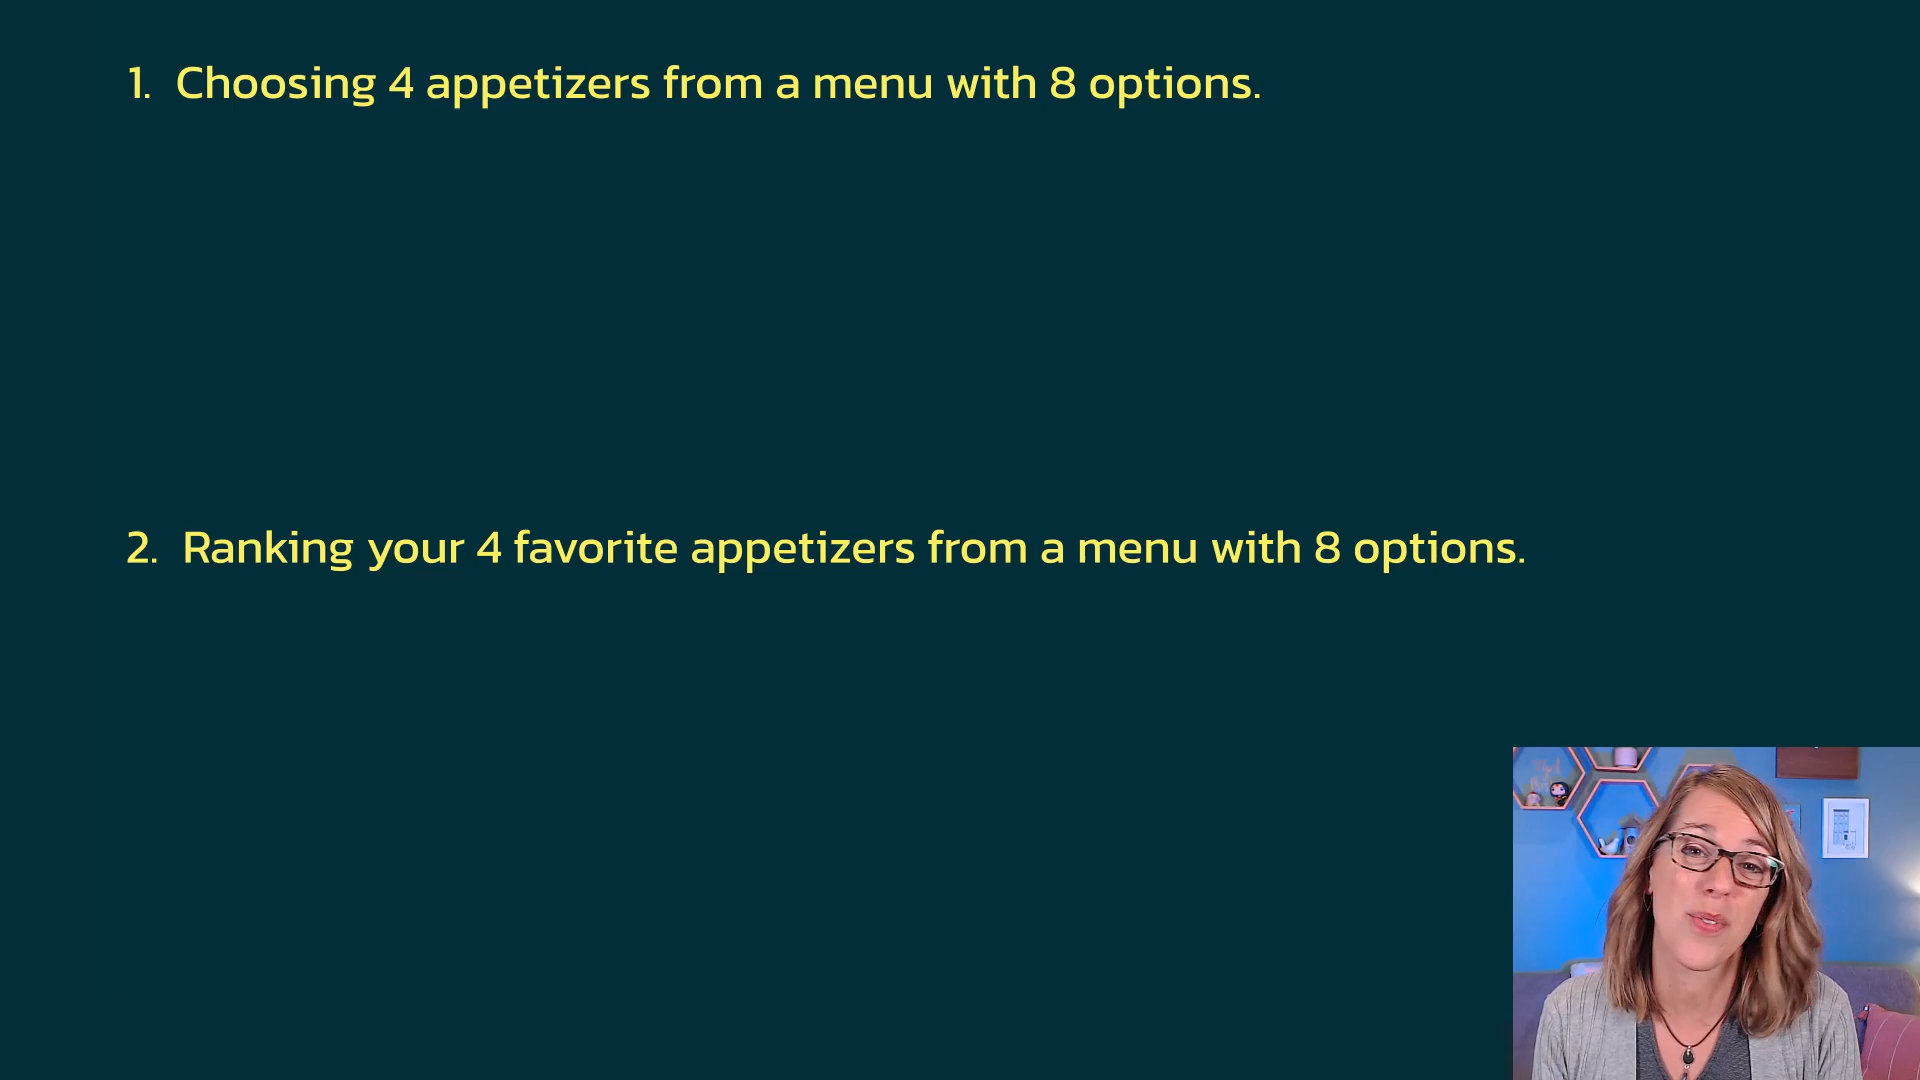 1. Choosing 4 appetizers from a menu with 8 options.
2. Ranking your 4 favorite appetizers from a menu with 8 options.